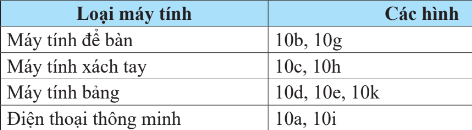 Loại máy tính Các hình
Máy tính để bàn 10b, 10g
Máy tính xách tay 10c, 10h
Máy tính bảng 10d, 10e, 10k
Điện thoại thông minh 10a, 10i